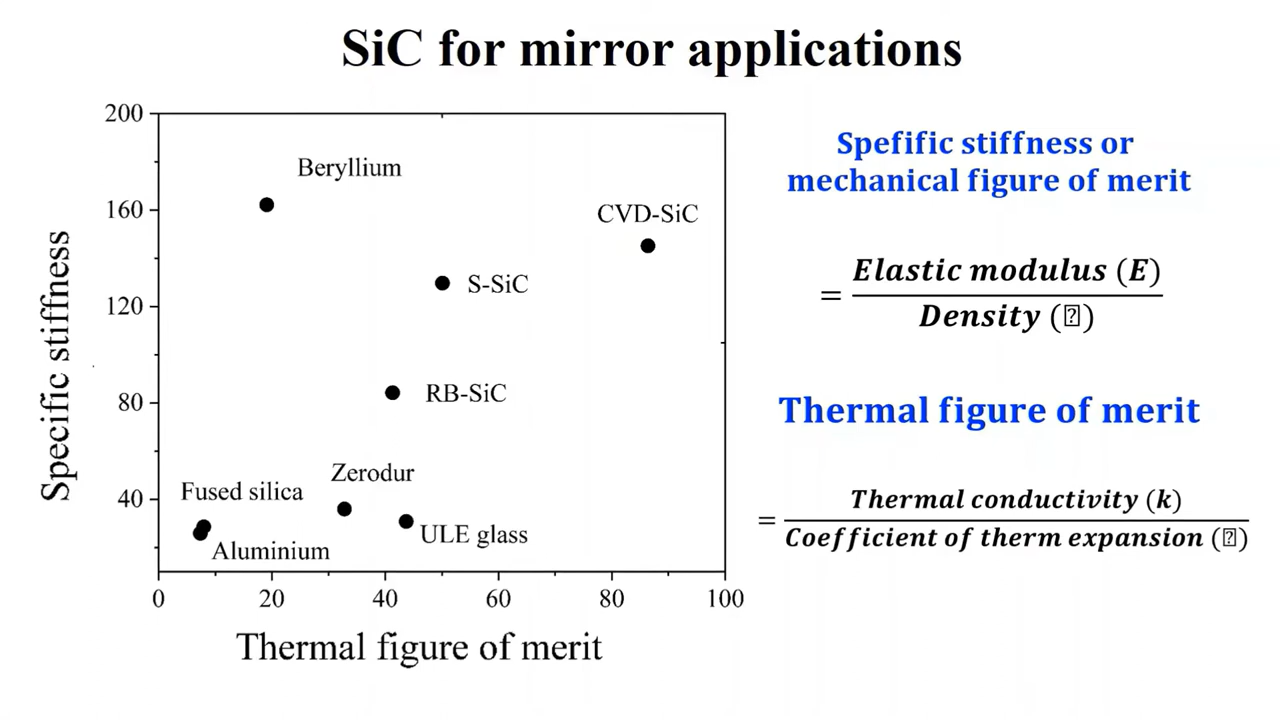 SiC for mirror applications
200
160
120
80
40
0
20
40
60
80
100
Specific stiffness
Thermal figure of merit
Beryllium
CVD-SiC
S-SiC
RB-SiC
Zerodur
Fused silica
ULE glass
Aluminium
Spefific stiffness or
mechanical figure of merit
= Elastic modulus (E)
Density (⍰)
Thermal figure of merit
= Thermal conductivity (k)
Coefficient of therm expansion (⍰)